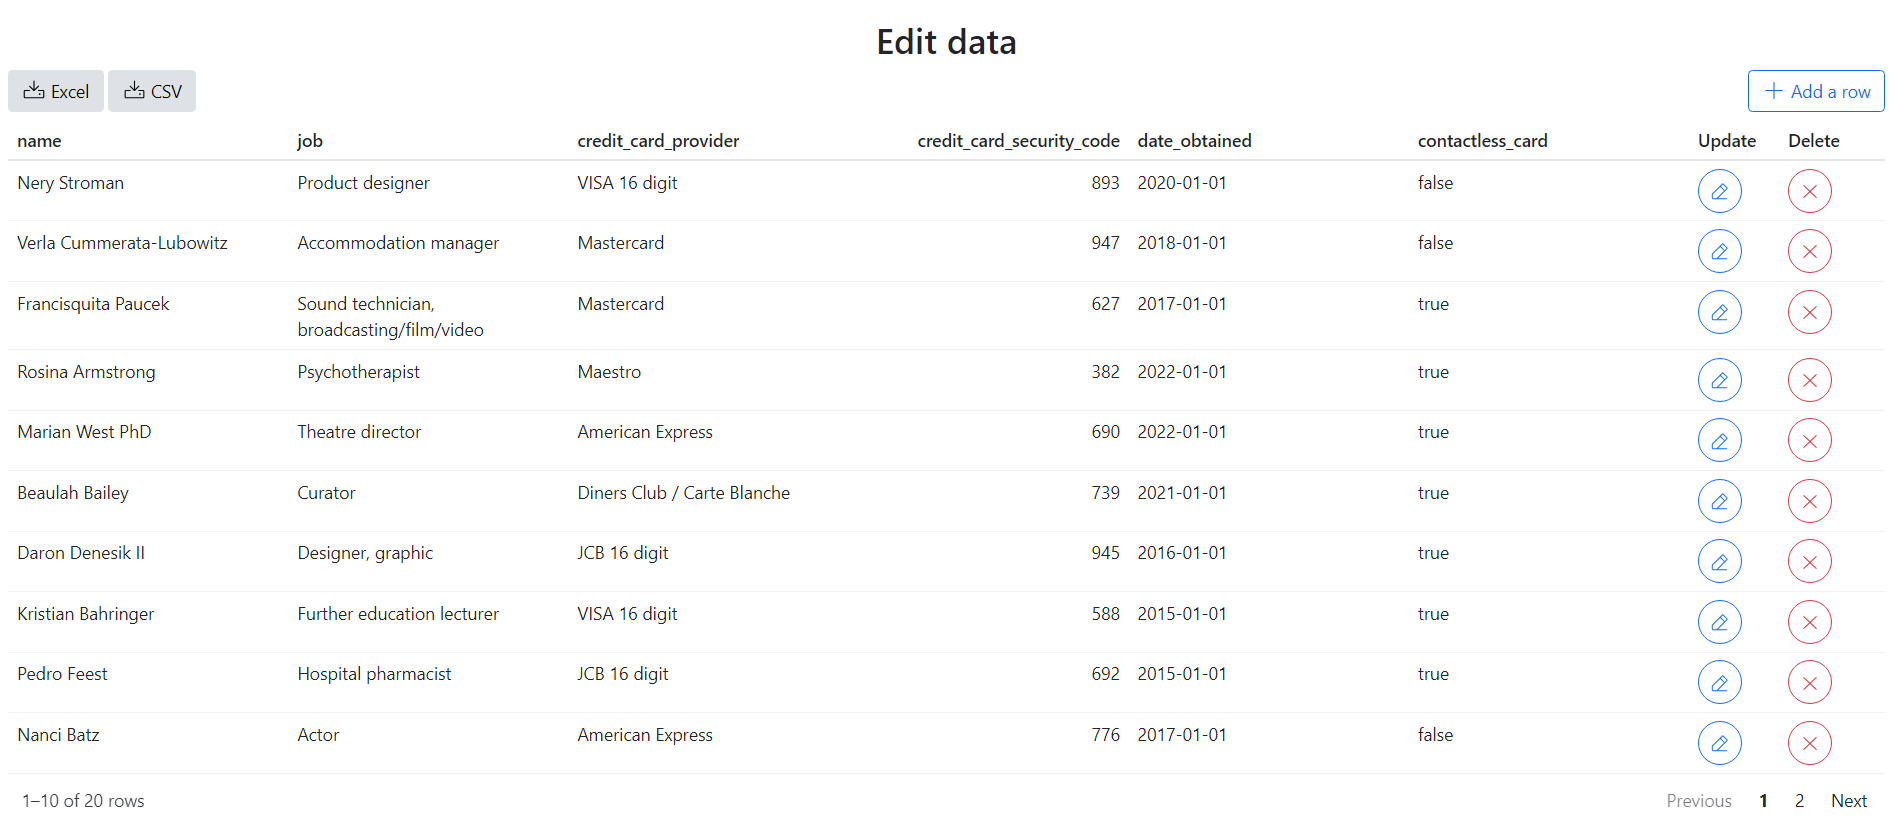 Edit data
Excel CSV Add a row
name job credit_card_provider credit_card_security_code date_obtained contactless_card Update Delete
Nery Stroman Product designer VISA 16 digit 893 2020-01-01 false
Verla Cummerata-Lubowitz Accommodation manager Mastercard 947 2018-01-01 false
Francisquita Paucek Sound technician, Mastercard 627 2017-01-01 true
broadcasting/film/video
Rosina Armstrong Psychotherapist Maestro 382 2022-01-01 true
Marian West PhD Theatre director American Express 690 2022-01-01 true
Beaulah Bailey Curator Diners Club / Carte Blanche 739 2021-01-01 true
Daron Denesik II Designer, graphic JCB 16 digit 945 2016-01-01 true
Kristian Bahringer Further education lecturer VISA 16 digit 588 2015-01-01 true
Pedro Feest Hospital pharmacist JCB 16 digit 692 2015-01-01 true
Nanci Batz Actor American Express 776 2017-01-01 false
1–10 of 20 rows Previous 1 2 Next